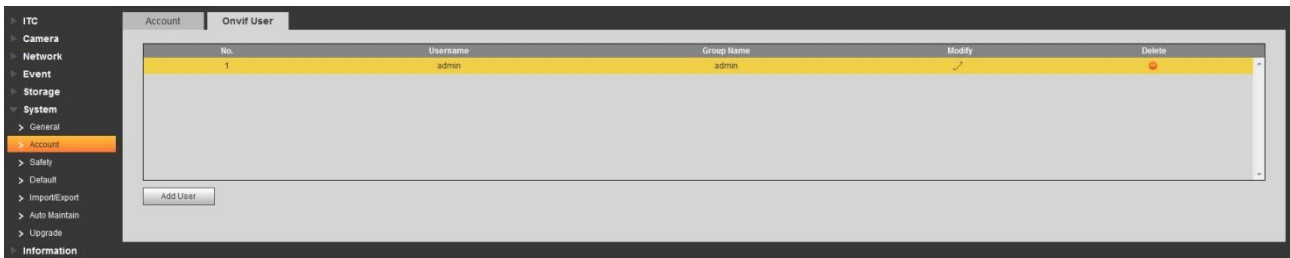 ITC
Camera
Network
Event
Storage
System
General
Account
Safety
Default
Import/Export
Auto Maintain
Upgrade
Information
Account Onvif User
No. Username Group Name Modify Delete
1 admin admin
Add User